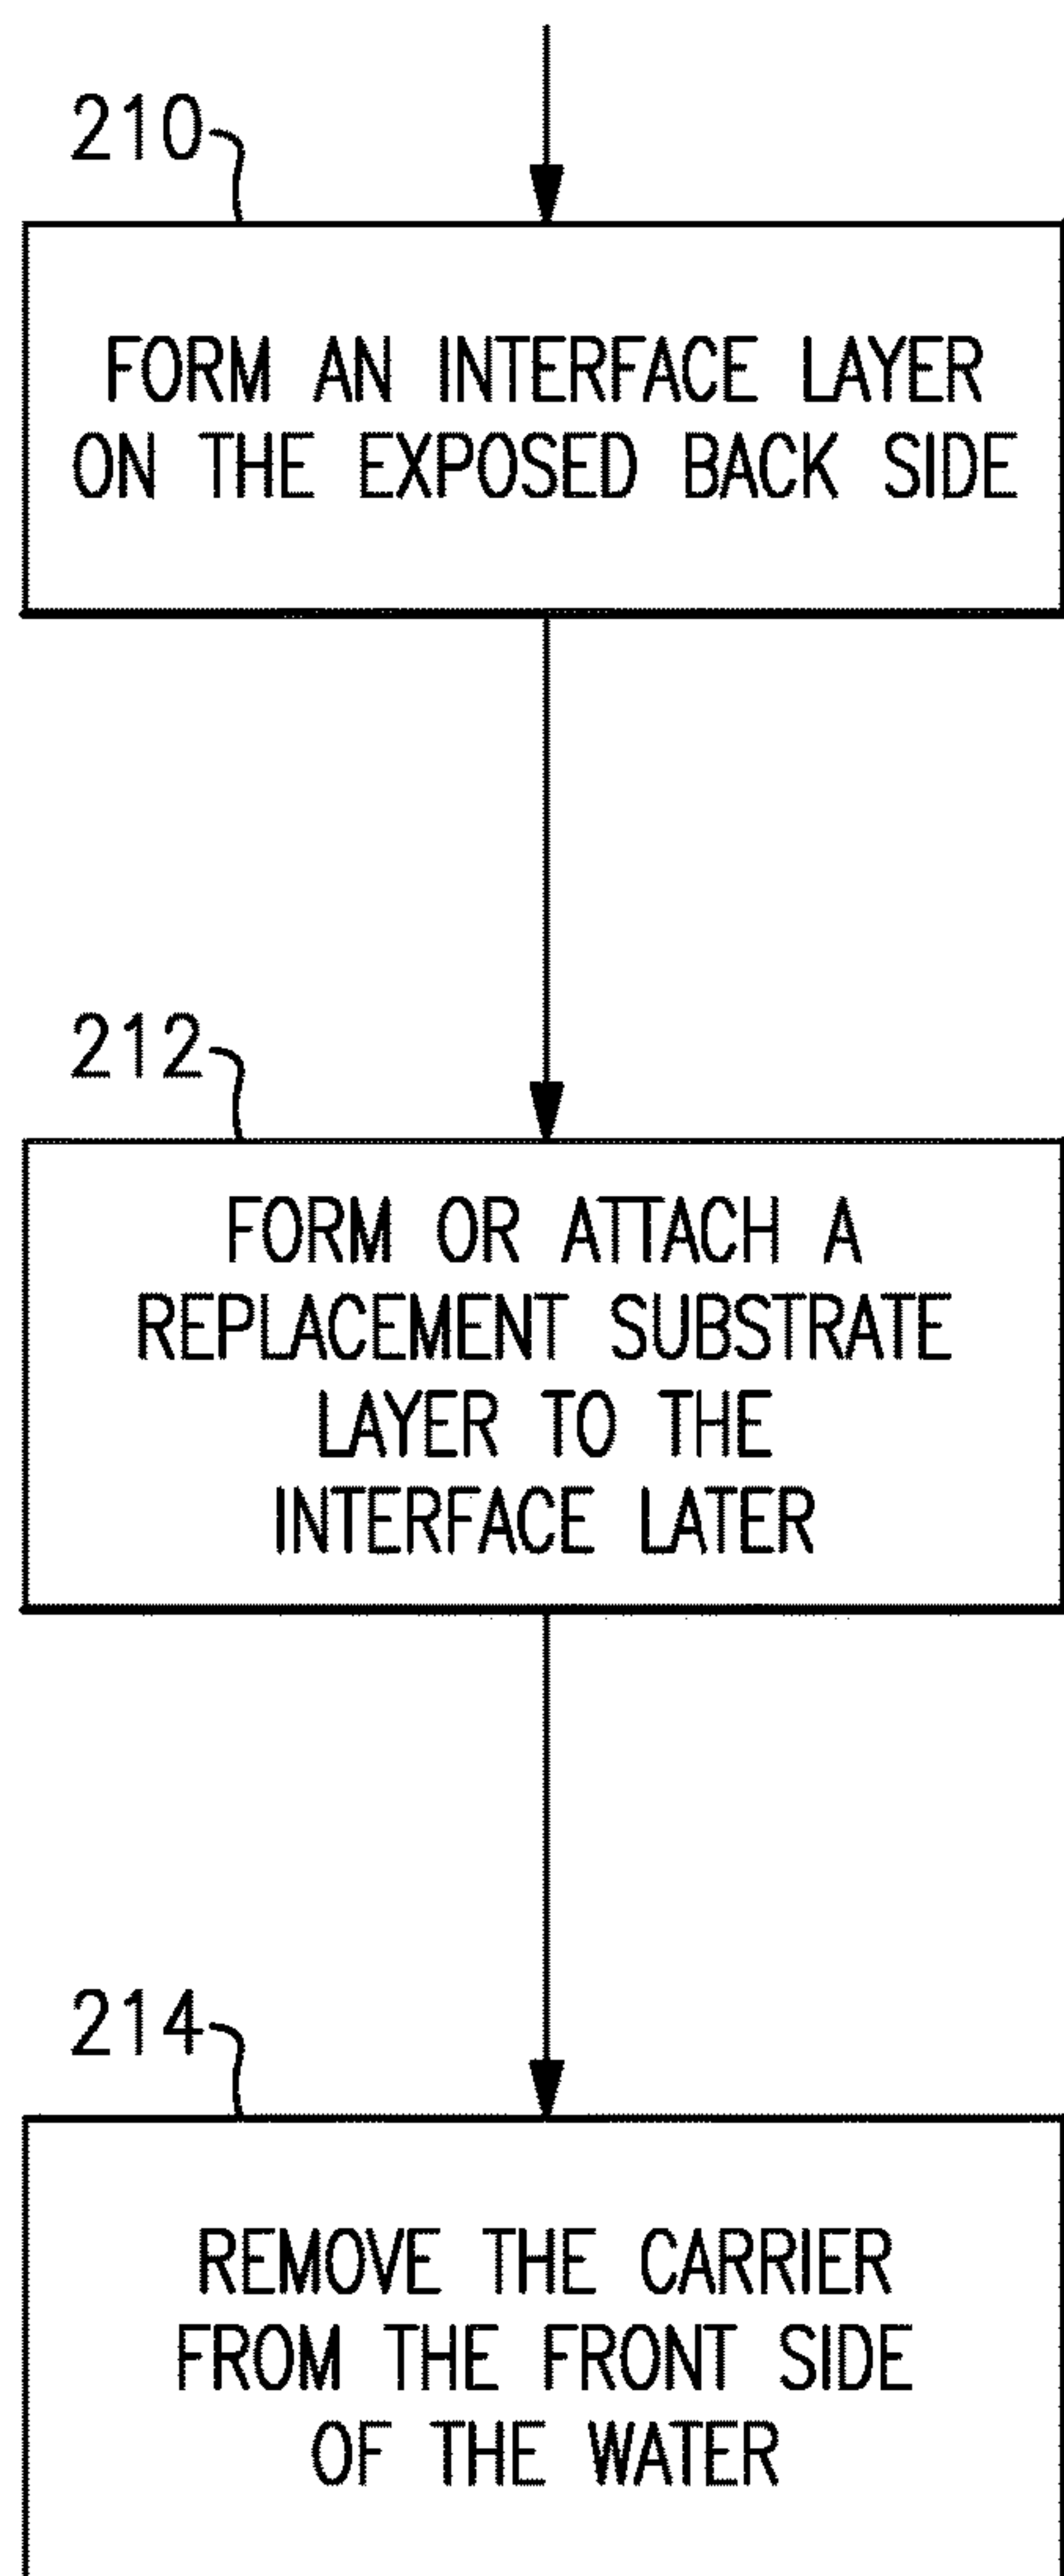 210
FORM AN INTERFACE LAYER
ON THE EXPOSED BACK SIDE
212
FORM OR ATTACH A
REPLACEMENT SUBSTRATE
LAYER TO THE
INTERFACE LATER
214
REMOVE THE CARRIER
FROM THE FRONT SIDE
OF THE WATER